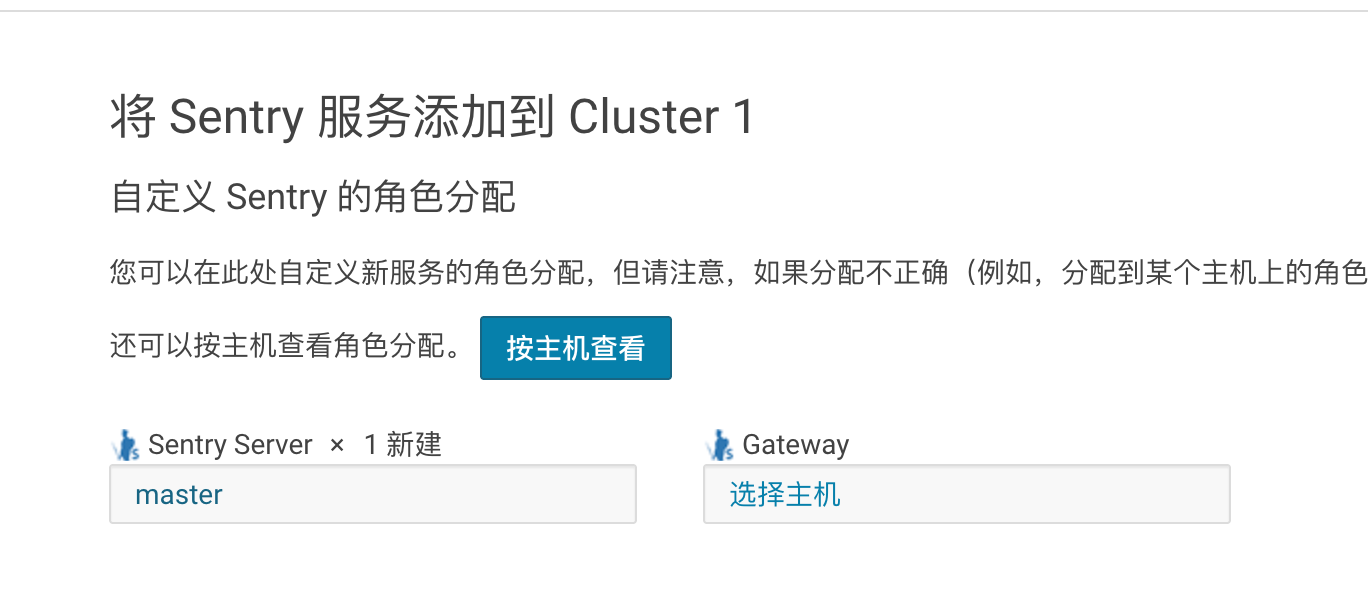 将 Sentry 服务添加到 Cluster 1
自定义 Sentry 的角色分配
您可以在此处自定义新服务的角色分配，但请注意，如果分配不正确（例如，分配到某个主机上的角色
还可以按主机查看角色分配。 按主机查看
Sentry Server × 1 新建 Gateway
master 选择主机